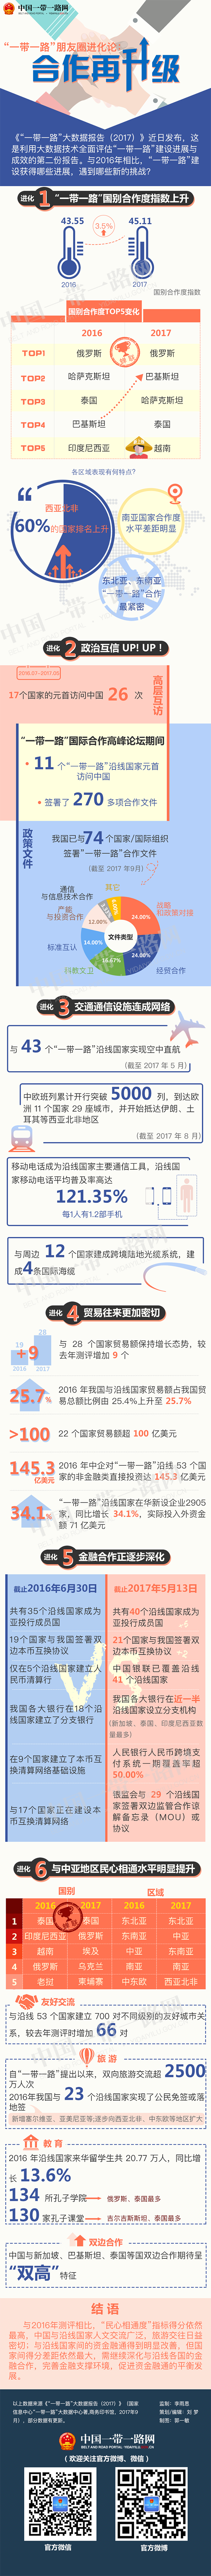 中国一带一路网
“一带一路”朋友圈进化论
合作再升级
《“一带一路”大数据报告（2017）》近日发布，这
是利用大数据技术全面评估“一带一路”建设进展与
成效的第二份报告。与2016年相比，“一带一路”建
设获得哪些进展，遇到哪些新的挑战？
进化 1 “一带一路”国别合作度指数上升
43.55
3.5%
45.11
2016
2017
国别合作度指数
国别合作度TOP5变化
2016 2017
TOP1 俄罗斯 俄罗斯
TOP2 哈萨克斯坦 巴基斯坦
TOP3 泰国 哈萨克斯坦
TOP4 巴基斯坦 泰国
TOP5 印度尼西亚 越南
各区域表现有何特点？
西亚北非
60%的国家排名上升
南亚国家合作度
水平差距明显
东北亚、东南亚
“一带一路”合作
最紧密
进化 2 政治互信 UP! UP！
17个国家的元首访问中国 26 次
高层互访
“一带一路”国际合作高峰论坛期间
11 个“一带一路”沿线国家元首
访问中国
签署了 270 多项合作文件
政策文件
我国已与74个国家/国际组织
签署“一带一路”合作文件
（截至 2017 年9月）
通信
与信息技术合作
其它
产能
与投资合作
战略
和政策对接
标准互认
科教文卫
经贸合作
文件类型
24.00%
24.00%
16.67%
14.00%
12.00%
进化 3 交通通信设施连成网络
与 43 个“一带一路”沿线国家实现空中直航
（截至 2017 年 5 月）
中欧班列累计开行突破 5000 列，到达欧
洲 11 个国家 29 座城市，并开始抵达伊朗、土
耳其等西亚北非地区
（截至 2017 年 8 月）
移动电话成为沿线国家主要通信工具，沿线国
家移动电话平均普及率高达
121.35%
每1人有1.2部手机
与周边 12 个国家建成跨境陆地光缆系统，建
成4条国际海缆
进化 4 贸易往来更加密切
19
+9
28
2016 2017
与 28 个国家贸易额保持增长态势，较
去年测评增加 9 个
25.7%
2016 年我国与沿线国家贸易额占我国贸
易总额比例由 25.4%上升至 25.7%
>100
22 个国家贸易额超 100 亿美元
145.3
亿美元
2016 年中企对“一带一路”沿线 53 个国
家的非金融类直接投资达 145.3 亿美元
34.1%
“一带一路”沿线国家在华新设企业2905
家，同比增长 34.1%，实际投入外资金
额 71 亿美元
进化 5 金融合作正逐步深化
截止2016年6月30日
截止2017年5月13日
共有35个沿线国家成为
亚投行成员国
共有40个沿线国家成为
亚投行成员国
19个国家与我国签署双
边本币互换协议
21个国家与我国签署双
边本币互换协议
仅在5个沿线国家建立人
民币清算行
中国银联已覆盖沿线
41 个沿线国家
我国各大银行在18个沿
线国家建立了分支银行
我国各大银行在近一半
沿线国家设立分支机构
（新加坡、泰国、印度尼西亚数
量最多）
在9个国家建立了本币互
换清算网络基础设施
人民银行人民币跨境支
付系统一期覆盖率超
50.00%
与17个国家正在建设本
币互换清算网络
银监会与 29 个沿线国
家签署双边监管合作谅
解备忘录（MOU）或
协议
VS
进化 6 与中亚地区民心相通水平明显提升
国别 区域
2016 2017 2016 2017
1 泰国 泰国 东北亚 东北亚
2 印度尼西亚 俄罗斯 东南亚 中亚
3 越南 埃及 中亚 东南亚
4 俄罗斯 乌克兰 南亚 南亚
5 老挝 柬埔寨 中东欧 西亚北非
友好交流
与沿线 53 个国家建立 700 对不同级别的友好城市关
系，较去年测评时增加 66 对
旅 游
自“一带一路”提出以来，双向旅游交流超 2500
万人次
2016年我国与 23 个沿线国家实现了公民免签或落
地签
新增塞尔维亚、亚美尼亚等;逐步向西亚北非、中东欧等地区扩大
教 育
2016 年沿线国家来华留学生共 20.77 万人，同比增
长 13.6%
134 所孔子学院 俄罗斯、泰国最多
130 家孔子课堂 吉尔吉斯斯坦、泰国最多
双边合作
中国与新加坡、巴基斯坦、泰国等国双边合作期待呈
“双高”特征
结 语
与2016年测评相比，“民心相通度”指标得分依然
最高，中国与沿线国家人文交流广泛，旅游交往日益
密切；与沿线国家间的资金融通得到明显改善，但国
家间得分差距依然最大，需继续深化与沿线各国的金
融合作，完善金融支撑环境，促进资金融通的平衡发
展。
以上数据来源《“一带一路”大数据报告（2017）》（国家
信息中心“一带一路”大数据中心著,商务印书馆，2017年9
月），部分数据有更新。
监制：李雨恩
策划/编辑：刘 梦
制图：郭一敏
中国一带一路网
BELT AND ROAD PORTAL
（ 欢迎关注官方微博、微信 ）
官方微信
官方微博